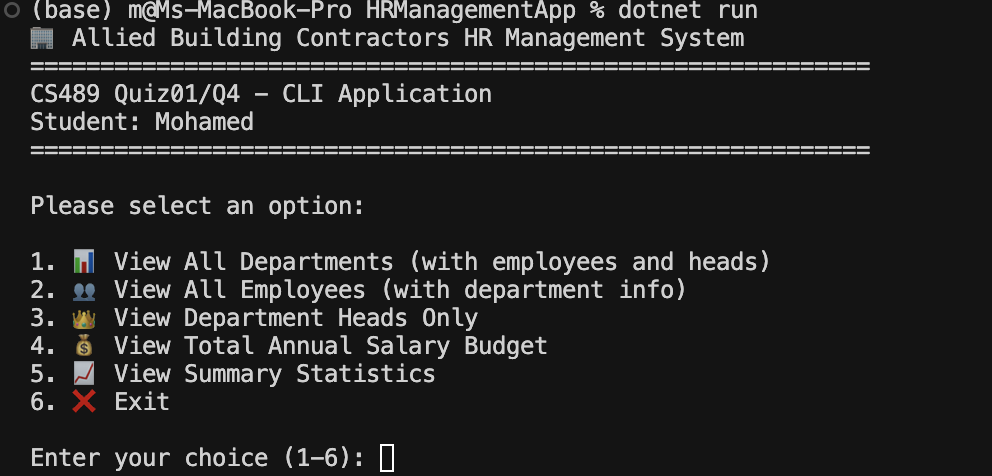 (base) m@Ms-MacBook-Pro HRManagementApp % dotnet run
🏢 Allied Building Contractors HR Management System
============================================================
CS489 Quiz01/Q4 - CLI Application
Student: Mohamed
============================================================
Please select an option:
1. 📊 View All Departments (with employees and heads)
2. 👥 View All Employees (with department info)
3. 👑 View Department Heads Only
4. 💰 View Total Annual Salary Budget
5. 📈 View Summary Statistics
6. ❌ Exit
Enter your choice (1-6):